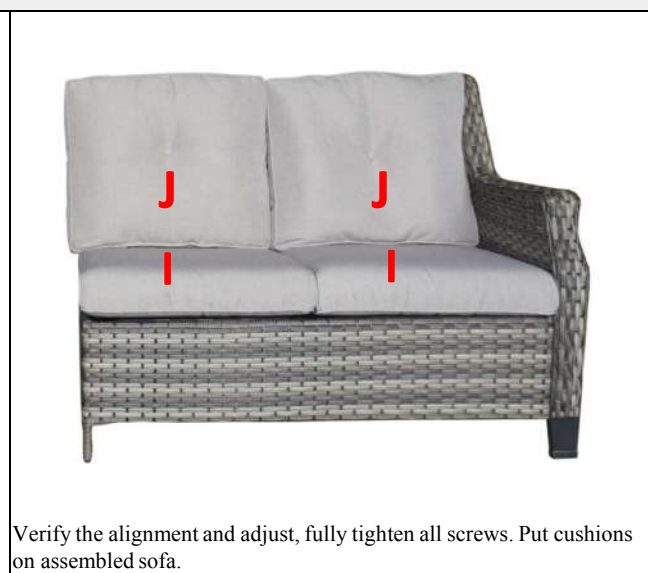 J J
I I
Verify the alignment and adjust, fully tighten all screws. Put cushions
on assembled sofa.